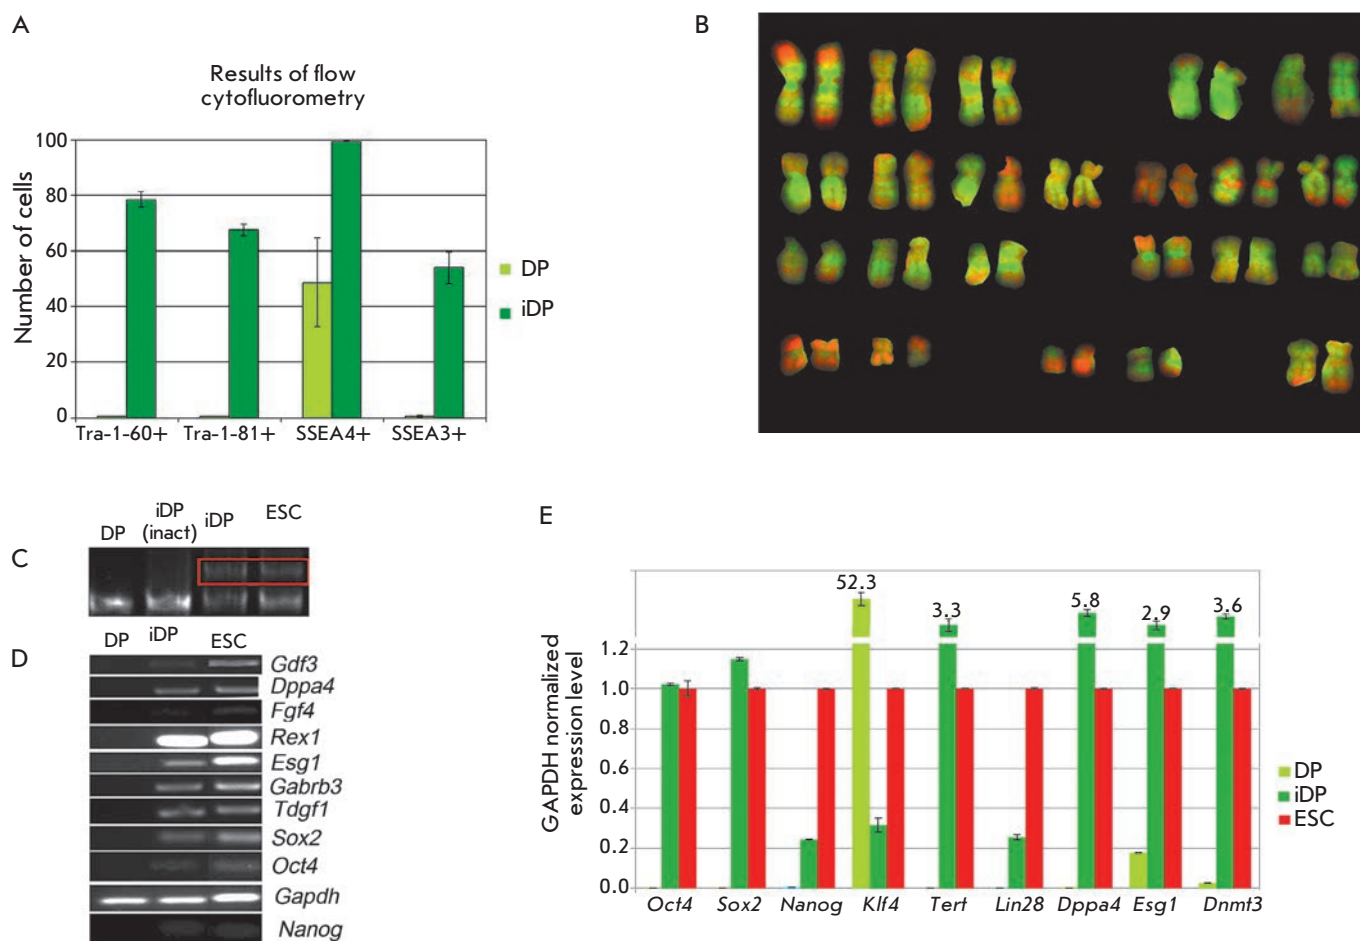 A
Results of flow
cytofluorometry
Number of cells
100
80
60
40
20
0
Tra-1-60+ Tra-1-81+ SSEA4+ SSEA3+
DP
iDP
B
C
DP iDP (inact) iDP ESC
D
DP iDP ESC
Gdf3
Dppa4
Fgf4
Rex1
Esg1
Gabrb3
Tdgf1
Sox2
Oct4
Gapdh
Nanog
E
GAPDH normalized
expression level
52.3 3.3 5.8 2.9 3.6
1.2
1.0
0.8
0.6
0.4
0.2
0.0
Oct4 Sox2 Nanog Klf4 Tert Lin28 Dppa4 Esg1 Dnmt3
DP
iDP
ESC